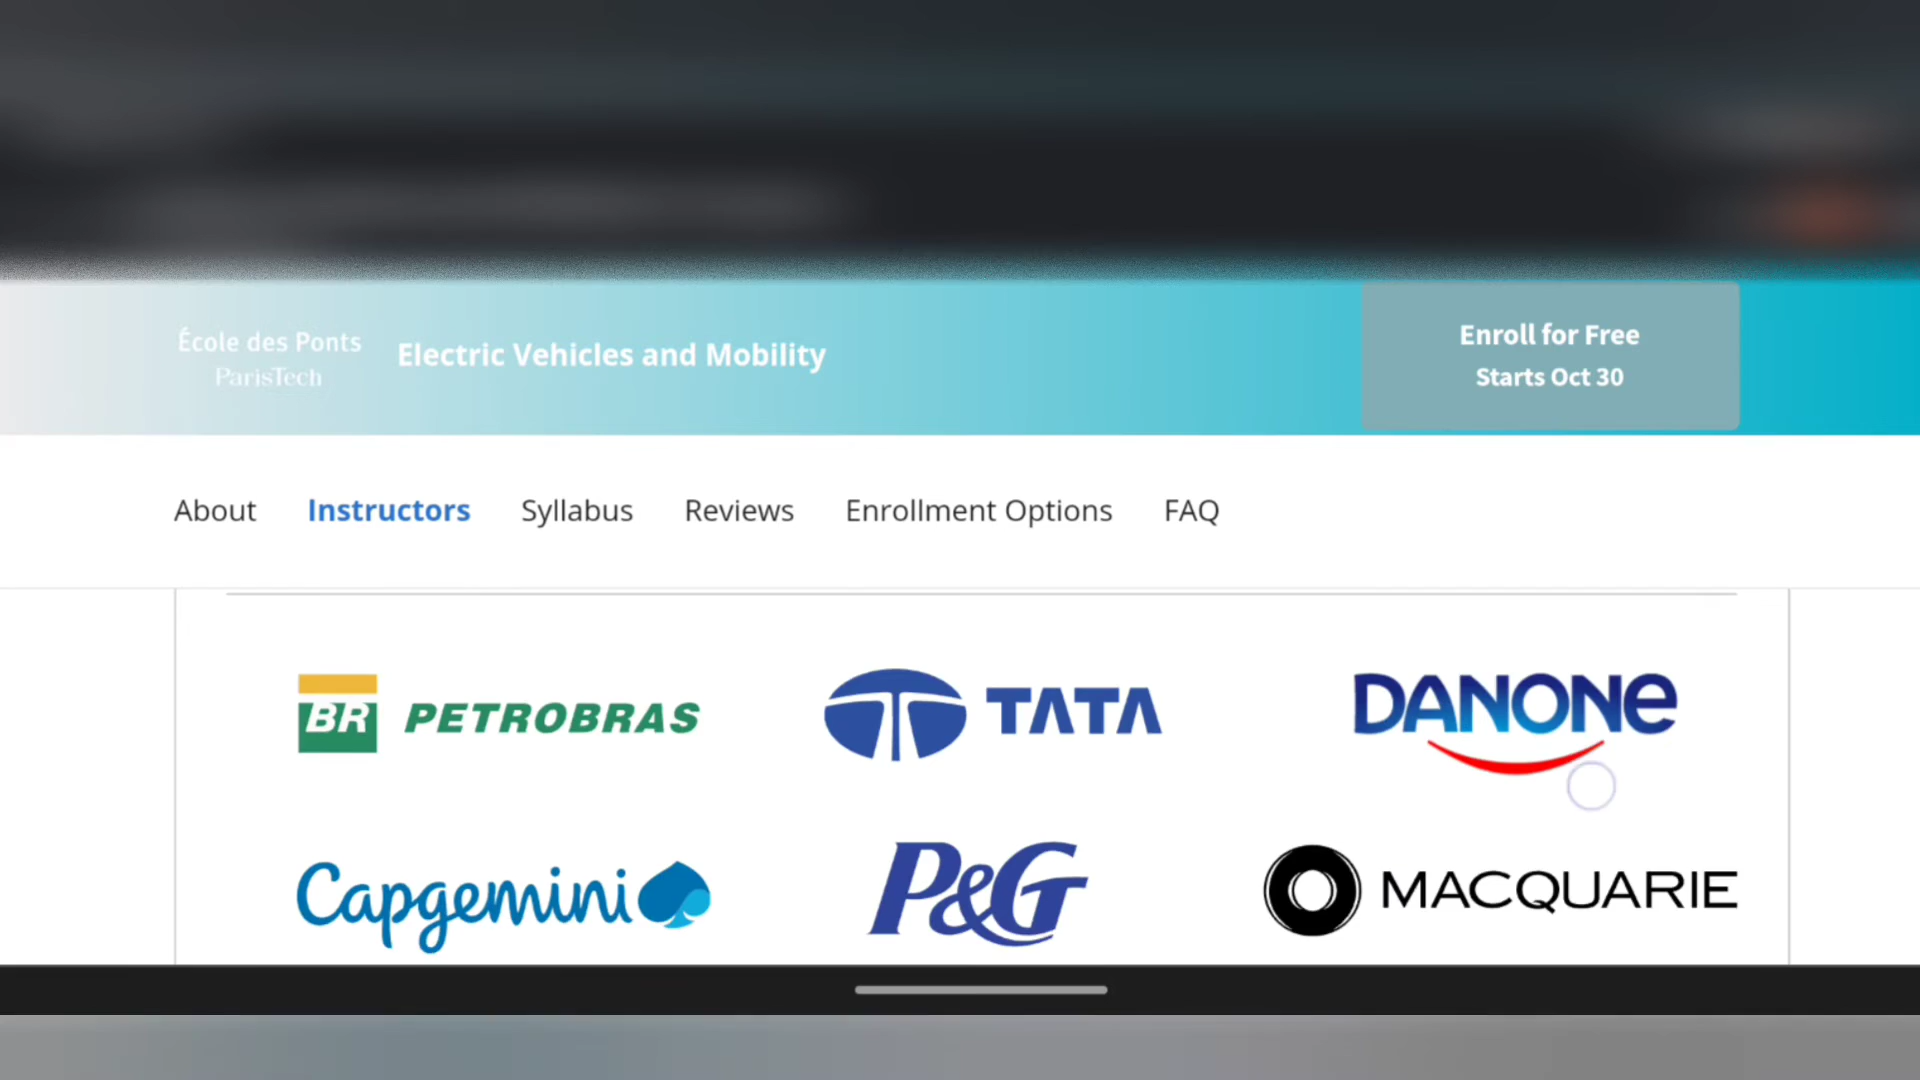 École des Ponts
ParisTech
Electric Vehicles and Mobility
Enroll for Free
Starts Oct 30
About Instructors Syllabus Reviews Enrollment Options FAQ
BR PETROBRAS TATA DANONE
Capgemini P&G MACQUARIE